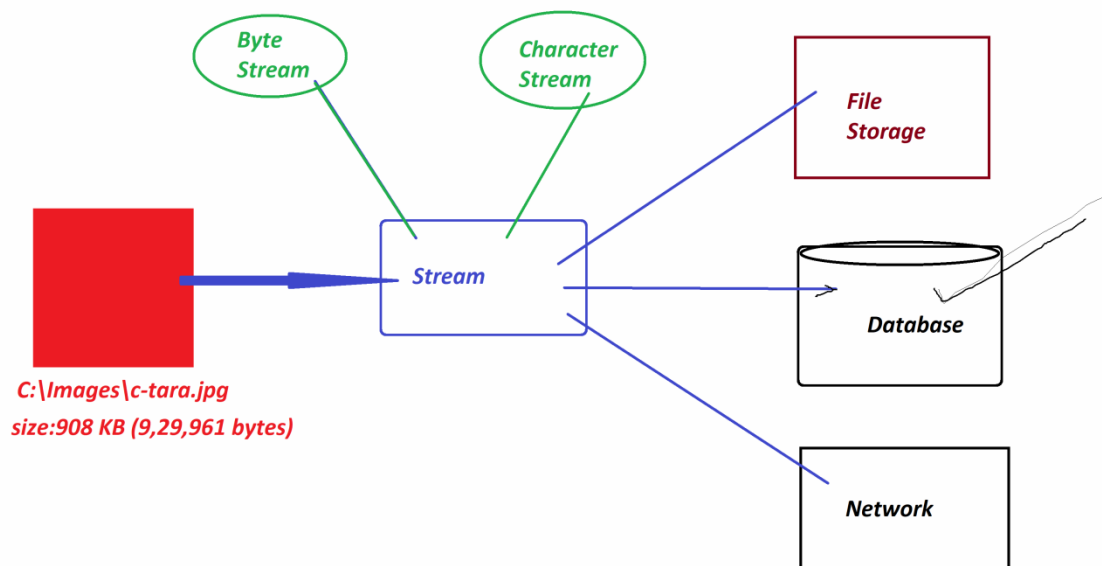 Byte
Stream
Character
Stream
File
Storage
Stream
Database
C:\Images\c-tara.jpg
size:908 KB (9,29,961 bytes)
Network